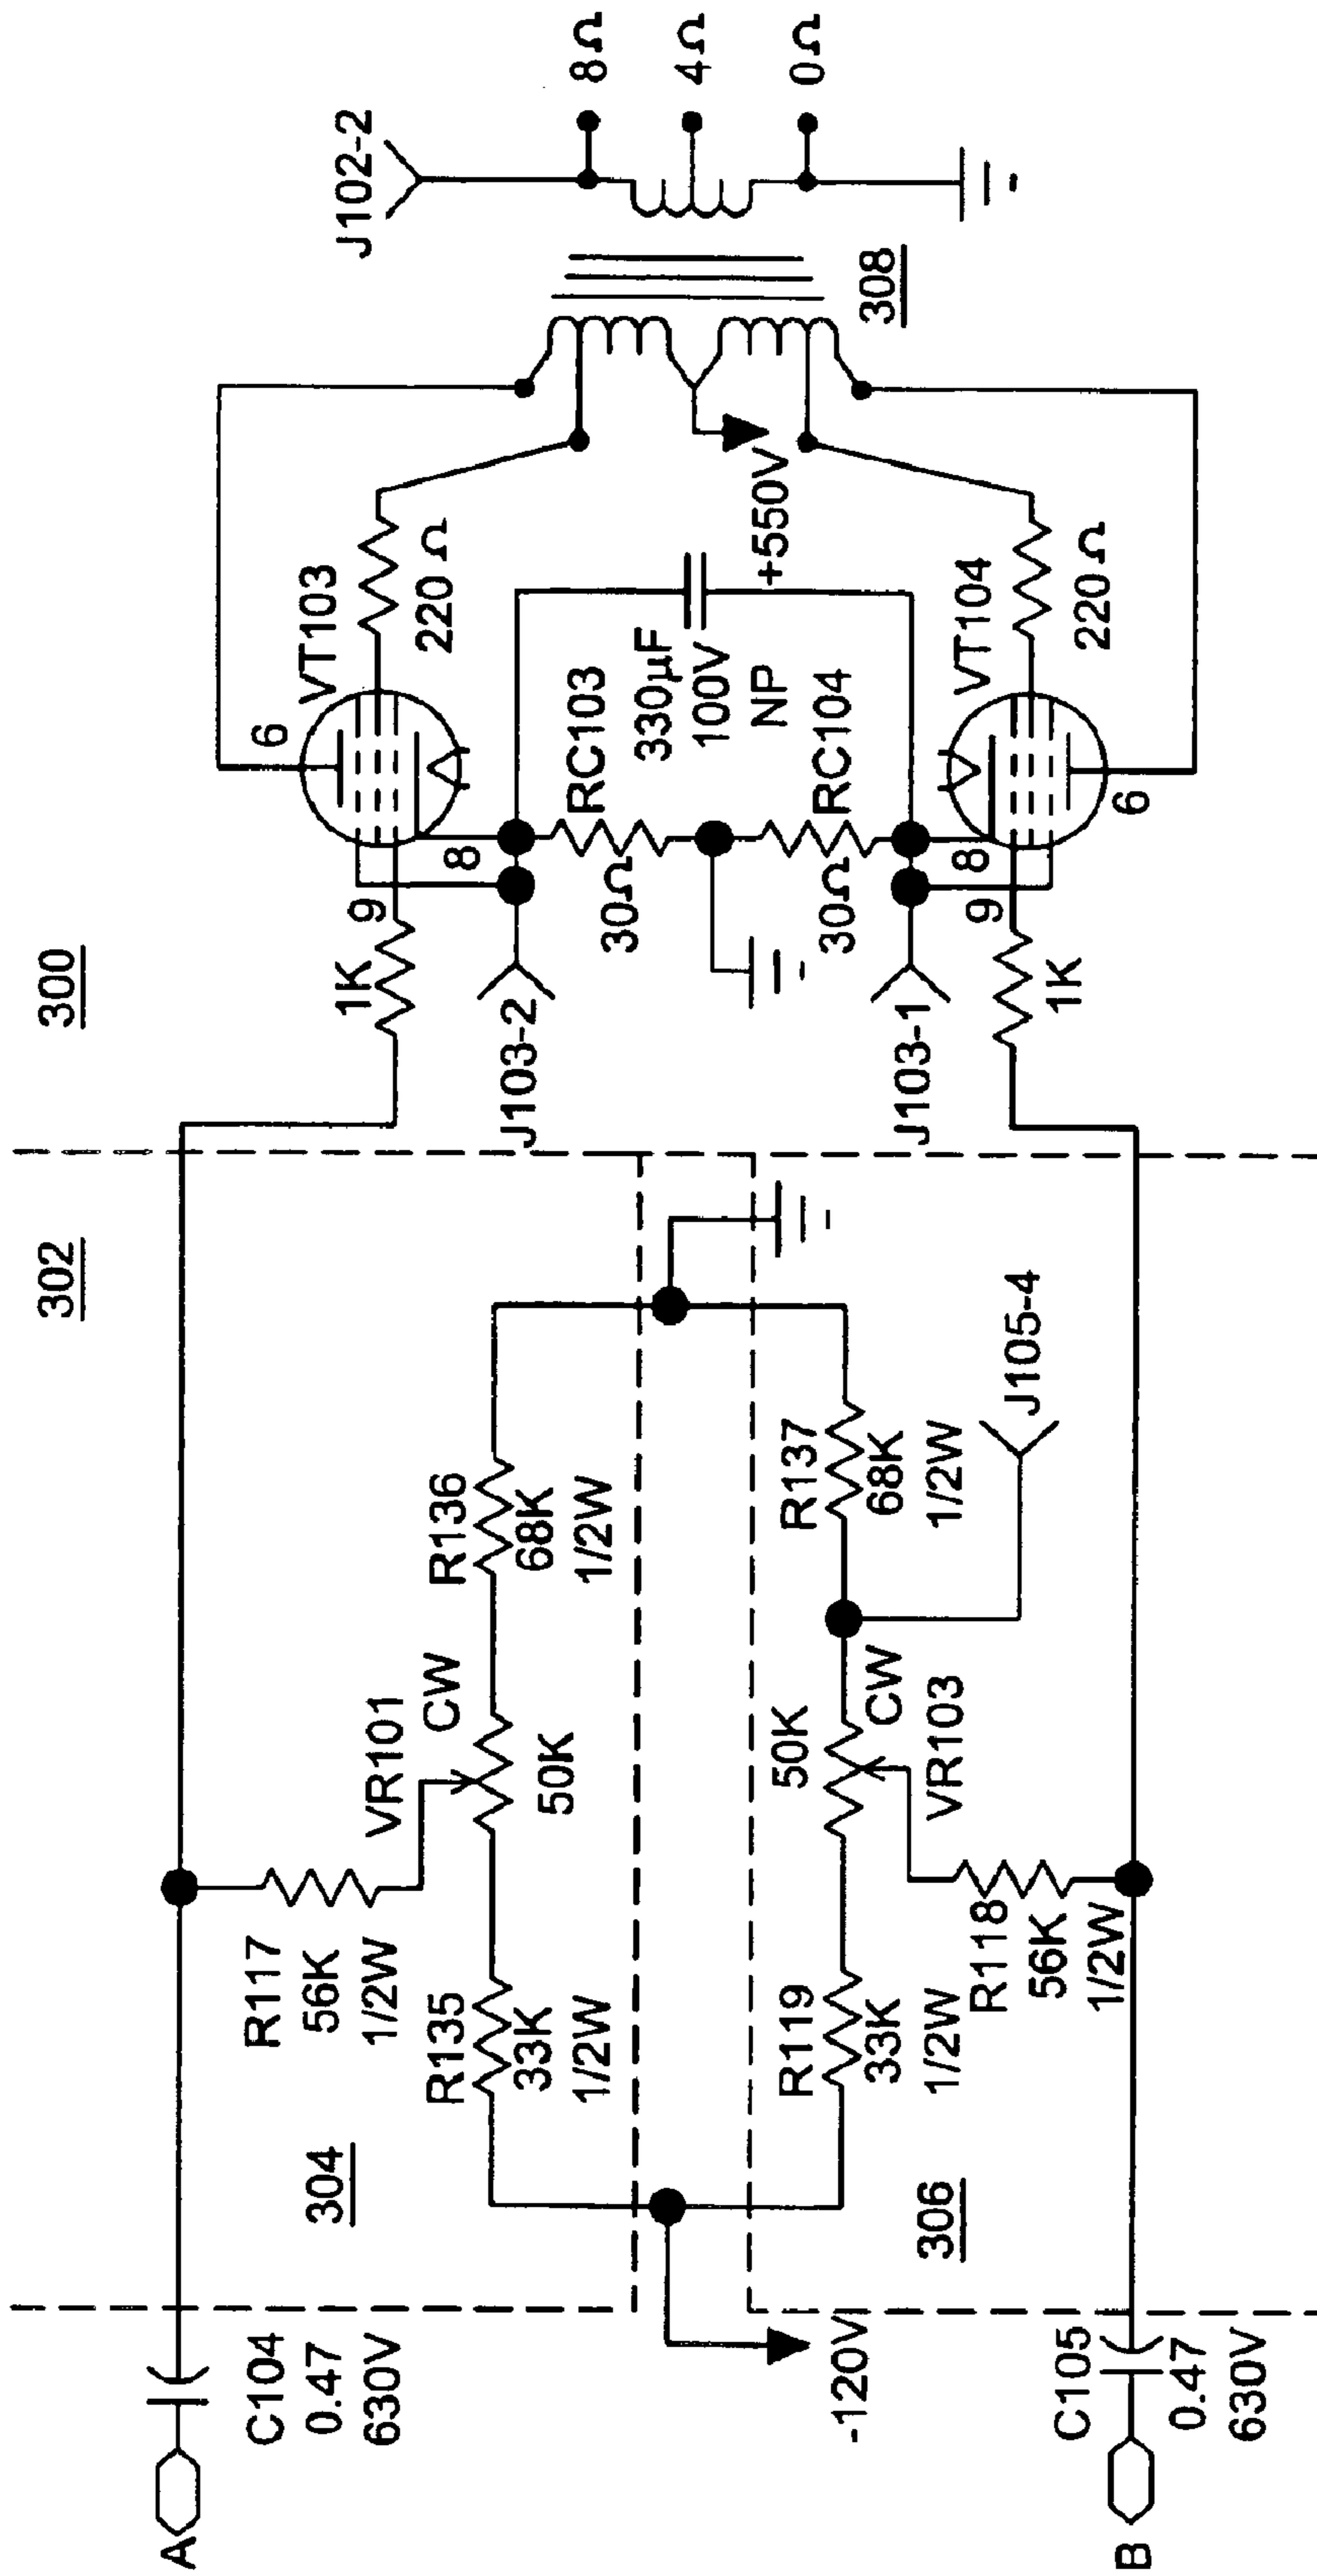 300
302
304
306
308
A
C104
0.47
630V
R117
56K
1/2W
VR101
CW
50K
R135
33K
1/2W
R136
68K
1/2W
-120V
R119
33K
1/2W
50K
CW
VR103
R137
68K
1/2W
J105-4
R118
56K
1/2W
B
C105
0.47
630V
1K
9
8
6
VT103
220 Ω
J103-2
30Ω
RC103
330µF
100V
NP
+550V
30Ω
RC104
J103-1
1K
9
8
6
VT104
220 Ω
J102-2
8 Ω
4 Ω
0 Ω